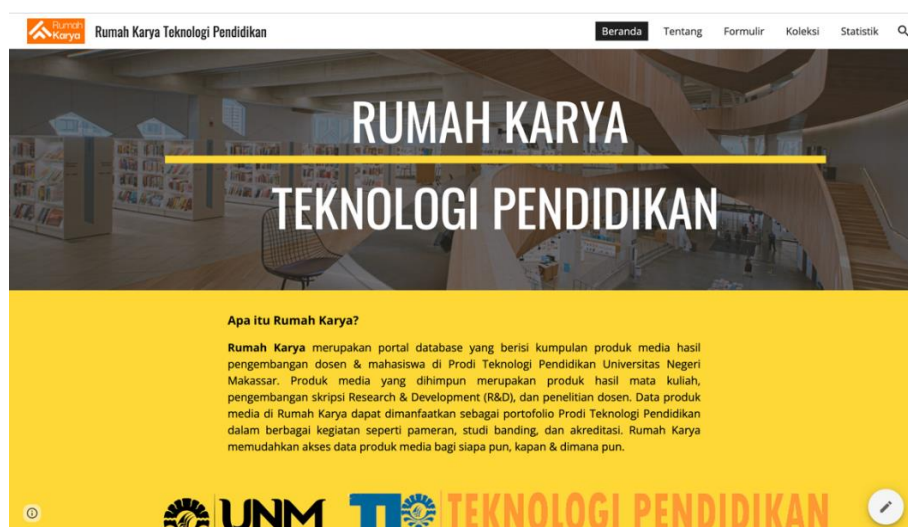 Rumah
Karya
Rumah Karya Teknologi Pendidikan
Beranda
Tentang
Formulir
Koleksi
Statistik
RUMAH KARYA
TEKNOLOGI PENDIDIKAN
Apa itu Rumah Karya?
Rumah Karya merupakan portal database yang berisi kumpulan produk media hasil
pengembangan dosen & mahasiswa di Prodi Teknologi Pendidikan Universitas Negeri
Makassar. Produk media yang dihimpun merupakan produk hasil mata kuliah,
pengembangan skripsi Research & Development (R&D), dan penelitian dosen. Data produk
media di Rumah Karya dapat dimanfaatkan sebagai portofolio Prodi Teknologi Pendidikan
dalam berbagai kegiatan seperti pameran, studi banding, dan akreditasi. Rumah Karya
memudahkan akses data produk media bagi siapa pun, kapan & dimana pun.
UNM
TEKNOLOGI PENDIDIKAN